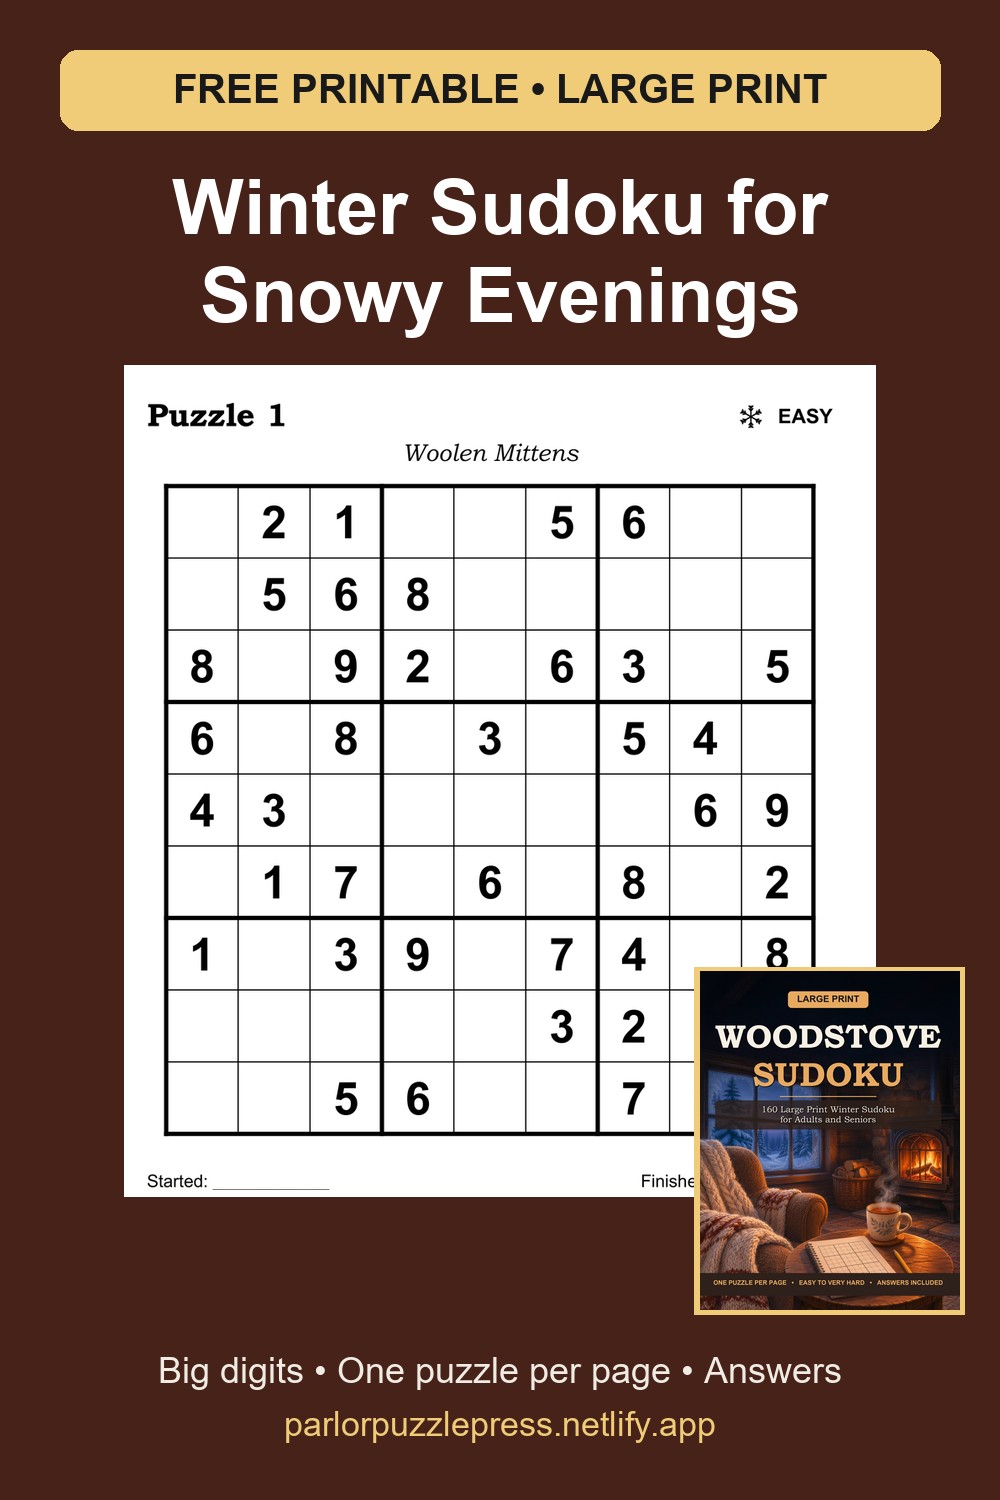 FREE PRINTABLE • LARGE PRINT
Winter Sudoku for
Snowy Evenings
Puzzle 1
EASY
Woolen Mittens
2 1 5 6
5 6 8
8 9 2 6 3 5
6 8 3 5 4
4 3 6 9
1 7 6 8 2
1 3 9 7 4 8
3 2
5 6 7
Started: ____________
Finishe
LARGE PRINT
WOODSTOVE
SUDOKU
160 Large Print Winter Sudoku
for Adults and Seniors
ONE PUZZLE PER PAGE • EASY TO VERY HARD • ANSWERS INCLUDED
Big digits • One puzzle per page • Answers
parlorpuzzlepress.netlify.app